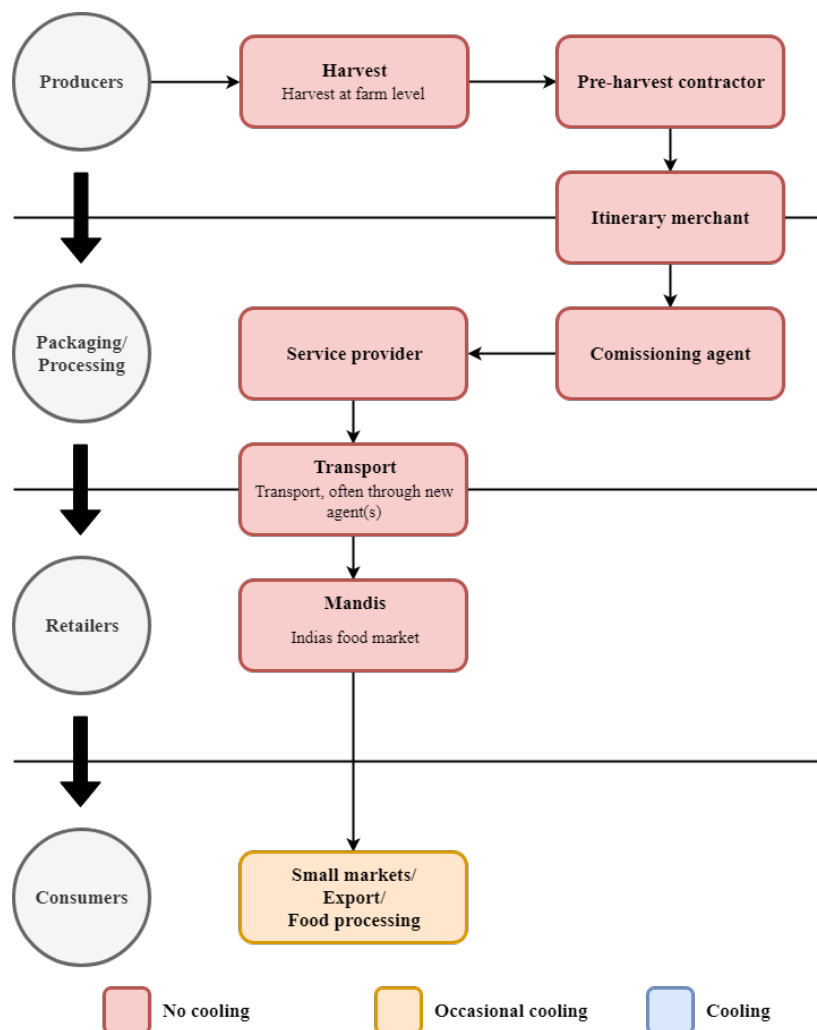 Producers
Harvest
Harvest at farm level
Pre-harvest contractor
Itinerary merchant
Packaging/
Processing
Service provider
Comissioning agent
Transport
Transport, often through new
agent(s)
Retailers
Mandis
Indias food market
Consumers
Small markets/
Export/
Food processing
No cooling
Occasional cooling
Cooling